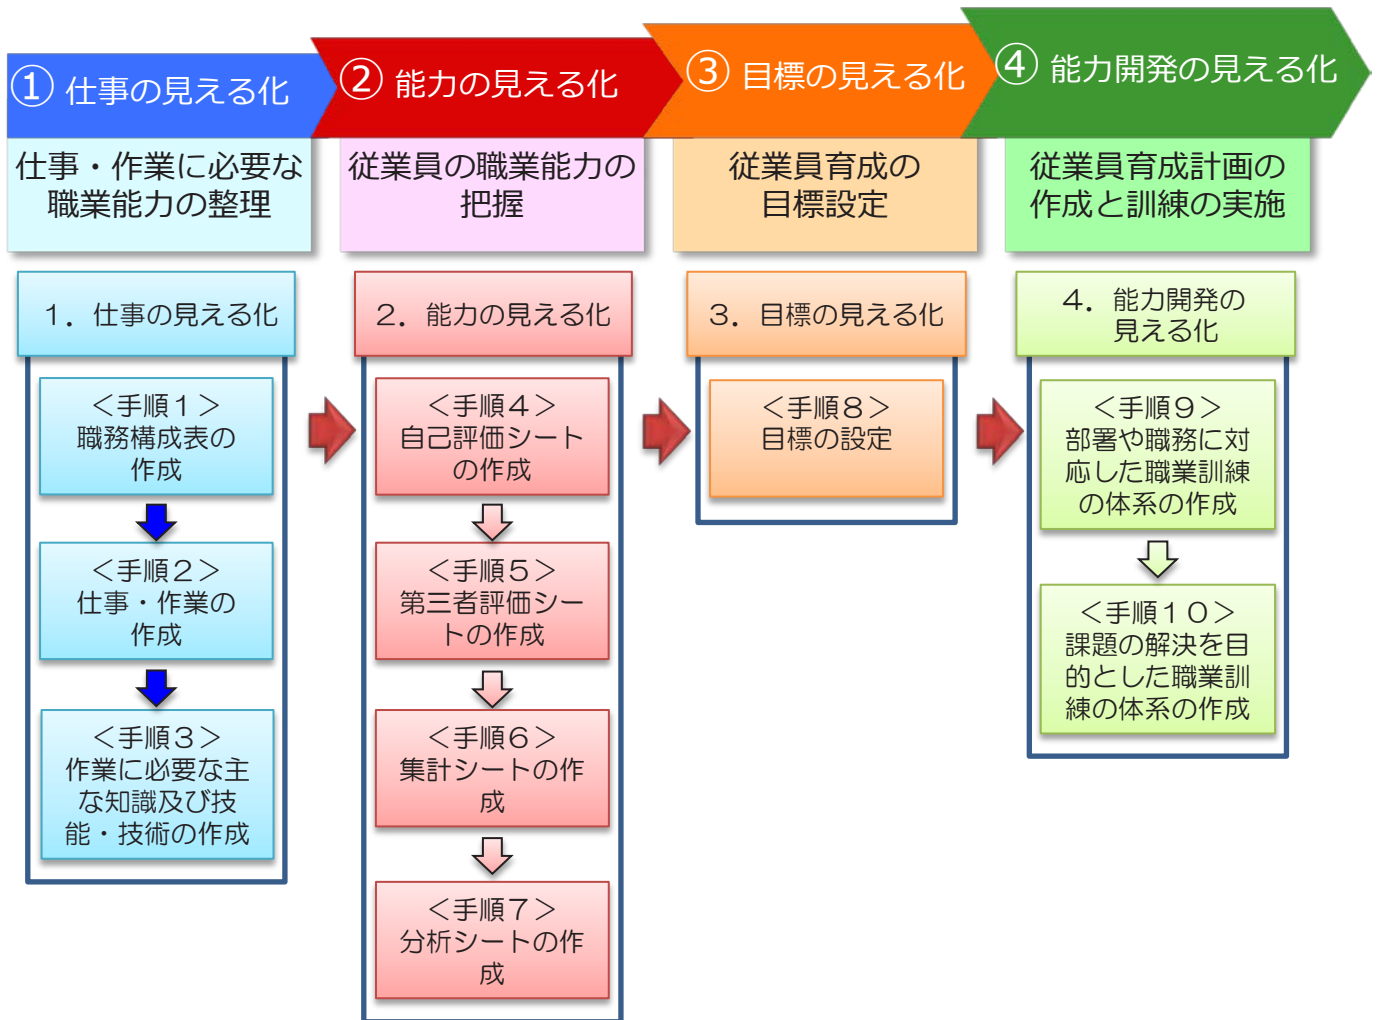 ① 仕事の見える化
② 能力の見える化
③ 目標の見える化
④ 能力開発の見える化
仕事・作業に必要な
職業能力の整理
従業員の職業能力の
把握
従業員育成の
目標設定
従業員育成計画の
作成と訓練の実施
１．仕事の見える化
＜手順１＞
職務構成表の
作成
＜手順２＞
仕事・作業の
作成
＜手順３＞
作業に必要な主
な知識及び技
能・技術の作成
２．能力の見える化
＜手順４＞
自己評価シート
の作成
＜手順５＞
第三者評価シー
トの作成
＜手順６＞
集計シートの作
成
＜手順７＞
分析シートの作
成
３．目標の見える化
＜手順８＞
目標の設定
４．能力開発の
見える化
＜手順９＞
部署や職務に対
応した職業訓練
の体系の作成
＜手順１０＞
課題の解決を目
的とした職業訓
練の体系の作成